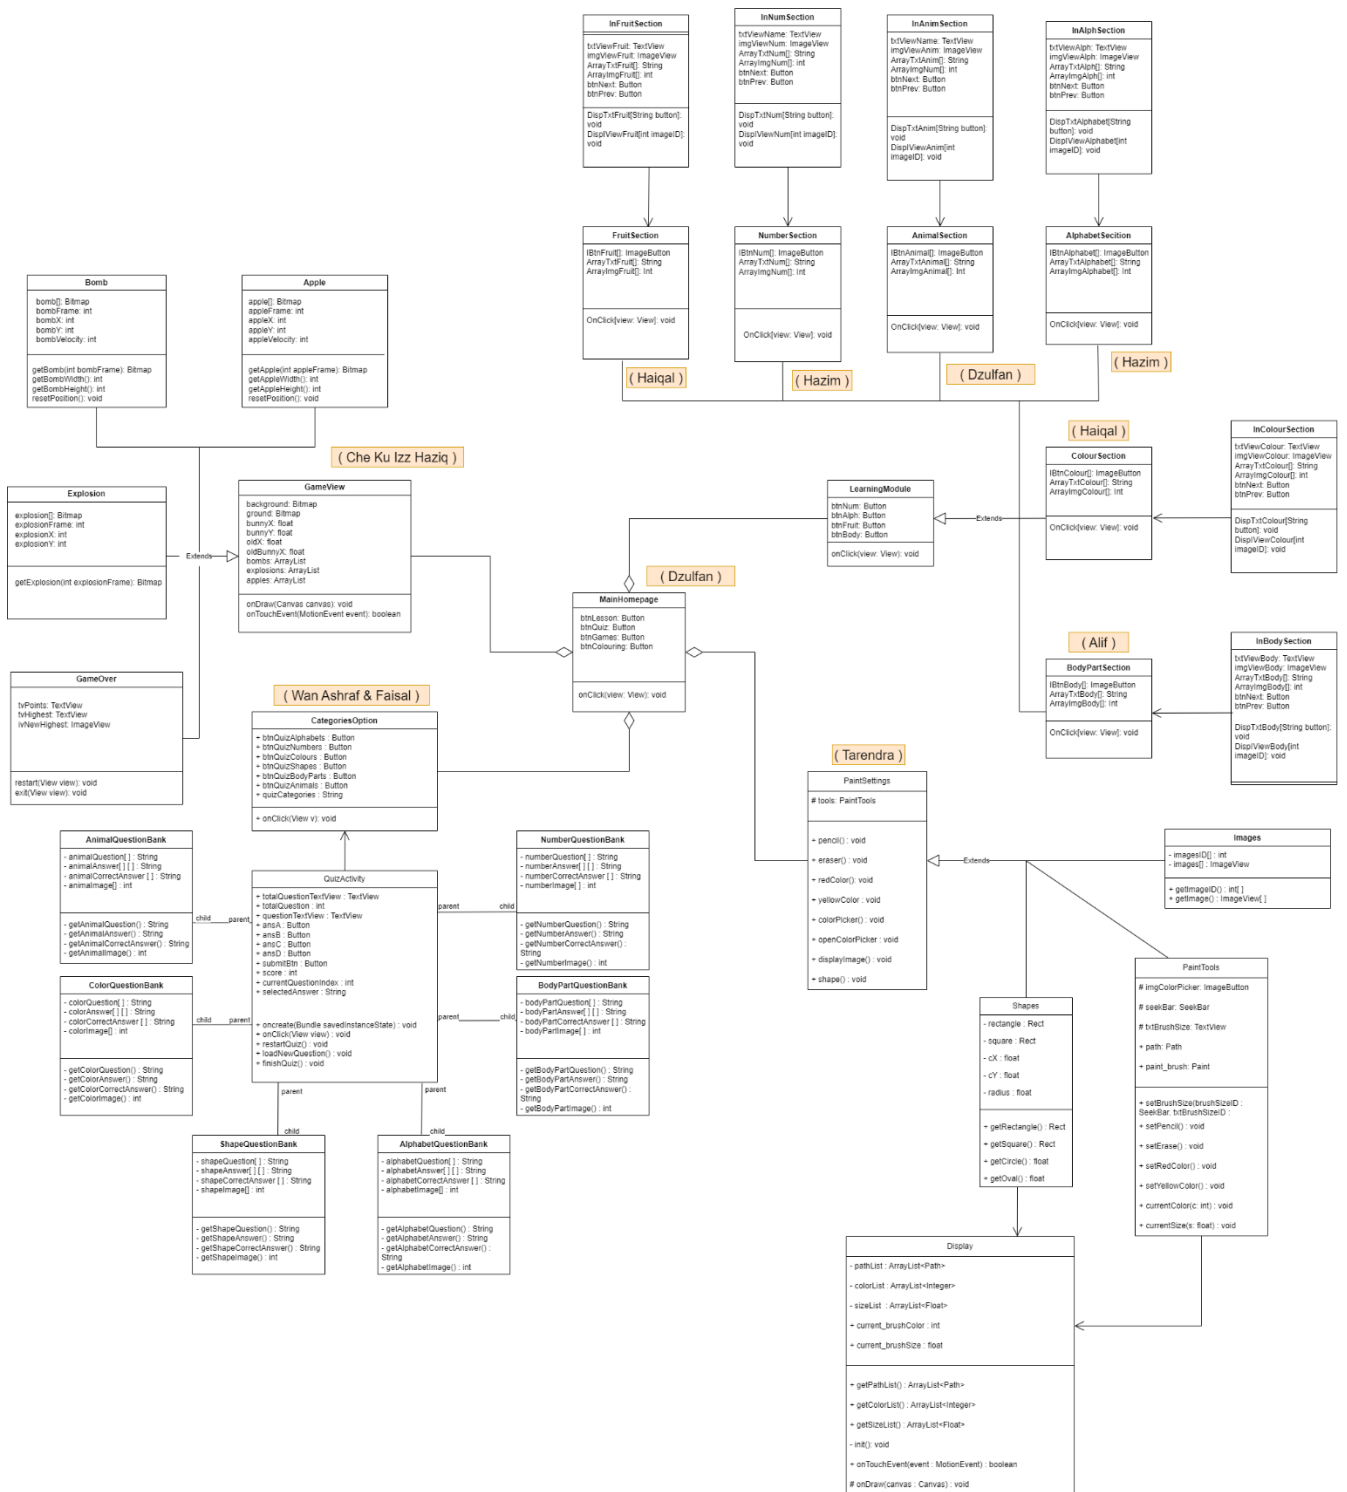 InFruitSection
txtViewFruit: TextView
imgViewFruit: ImageView
ArrayTxtFruit[]: String
ArrayImgFruit[]: int
btnNext: Button
btnPrev: Button
DispTxtFruit[String button]:
void
DisplViewFruit[int imageID]:
void
InNumSection
txtViewName: TextView
imgViewNum: ImageView
ArrayTxtNum[]: String
ArrayImgNum[]: int
btnNext: Button
btnPrev: Button
DispTxtNum[String button]:
void
DisplViewNum[int imageID]:
void
InAnimSection
txtViewName: TextView
imgViewAnim: ImageView
ArrayTxtAnim[]: String
ArrayImgNum[]: int
btnNext: Button
btnPrev: Button
DispTxtAnim[String button]:
void
DisplViewAnim[int
imageID]: void
InAlphSection
txtViewAlph: TextView
imgViewAlph: ImageView
ArrayTxtAlph[]: String
ArrayImgAlph[]: int
btnNext: Button
btnPrev: Button
DispTxtAlphabet[String
button]: void
DisplViewAlphabet[int
imageID]: void
FruitSection
IBtnFruit[]: ImageButton
ArrayTxtFruit[]: String
ArrayImgFruit[]: Int
OnClick[view: View]: void
NumberSection
IBtnNum[]: ImageButton
ArrayTxtNum[]: String
ArrayImgNum[]: Int
OnClick[view: View]: void
AnimalSection
IBtnAnimal[]: ImageButton
ArrayTxtAnimal[]: String
ArrayImgAnimal[]: Int
OnClick[view: View]: void
AlphabetSecition
IBtnAlphabet[]: ImageButton
ArrayTxtAlphabet[]: String
ArrayImgAlphabet[]: Int
OnClick[view: View]: void
( Haiqal )
( Hazim )
( Dzulfan )
( Hazim )
Bomb
bomb[]: Bitmap
bombFrame: int
bombX: int
bombY: int
bombVelocity: int
getBomb(int bombFrame): Bitmap
getBombWidth(): int
getBombHeight(): int
resetPosition(): void
Apple
apple[]: Bitmap
appleFrame: int
appleX: int
appleY: int
appleVelocity: int
getApple(int appleFrame): Bitmap
getAppleWidth(): int
getAppleHeight(): int
resetPosition(): void
( Che Ku Izz Haziq )
Explosion
explosion[]: Bitmap
explosionFrame: int
explosionX: int
explosionY: int
getExplosion(int explosionFrame): Bitmap
Extends
GameView
background: Bitmap
ground: Bitmap
bunnyX: float
bunnyY: float
oldX: float
oldBunnyX: float
bombs: ArrayList
explosions: ArrayList
apples: ArrayList
onDraw(Canvas canvas): void
onTouchEvent(MotionEvent event): boolean
LearningModule
btnNum: Button
btnAlph: Button
btnFruit: Button
btnBody: Button
onClick(view: View): void
Extends
( Haiqal )
ColourSection
IBtnColour[]: ImageButton
ArrayTxtColour[]: String
ArrayImgColour[]: Int
OnClick[view: View]: void
InColourSection
txtViewColour: TextView
imgViewColour: ImageView
ArrayTxtColour[]: String
ArrayImgColour[]: int
btnNext: Button
btnPrev: Button
DispTxtColour[String
button]: void
DisplViewColour[int
imageID]: void
( Dzulfan )
MainHomepage
btnLesson: Button
btnQuiz: Button
btnGames: Button
btnColouring: Button
onClick(view: View): void
( Alif )
BodyPartSection
IBtnBody[]: ImageButton
ArrayTxtBody[]: String
ArrayImgBody[]: Int
OnClick[view: View]: void
InBodySection
txtViewBody: TextView
imgViewBody: ImageView
ArrayTxtBody[]: String
ArrayImgBody[]: int
btnNext: Button
btnPrev: Button
DispTxtBody[String button]:
void
DisplViewBody[int
imageID]: void
GameOver
tvPoints: TextView
tvHighest: TextView
ivNewHighest: ImageView
restart(View view): void
exit(View view): void
( Wan Ashraf & Faisal )
CategoriesOption
+ btnQuizAlphabets : Button
+ btnQuizNumbers : Button
+ btnQuizColours : Button
+ btnQuizShapes : Button
+ btnQuizBodyParts : Button
+ btnQuizAnimals : Button
+ quizCategories : String
+ onClick(View v): void
( Tarendra )
PaintSettings
# tools: PaintTools
+ pencil(): void
+ eraser(): void
+ redColor(): void
+ yellowColor : void
+ colorPicker() : void
+ openColorPicker : void
+ displayImage() : void
+ shape() : void
Extends
Images
- imagesID[] : int
- images[] : ImageView
+ getImageID() : int[ ]
+ getImage() : ImageView[ ]
AnimalQuestionBank
- animalQuestion[ ] : String
- animalAnswer[ ] [ ] : String
- animalCorrectAnswer [ ] : String
- animalImage[] : int
- getAnimalQuestion() : String
- getAnimalAnswer() : String
- getAnimalCorrectAnswer() : String
- getAnimalImage() : int
child
parent
QuizActivity
+ totalQuestionTextView : TextView
+ totalQuestion : int
+ questionTextView : TextView
+ ansA : Button
+ ansB : Button
+ ansC : Button
+ ansD : Button
+ submitBtn : Button
+ score : int
+ currentQuestionIndex : int
+ selectedAnswer : String
+ oncreate(Bundle savedInstanceState) : void
+ onClick(View view) : void
+ restartQuiz() : void
+ loadNewQuestion() : void
+ finishQuiz() : void
parent
child
NumberQuestionBank
- numberQuestion[ ] : String
- numberAnswer[ ] [ ] : String
- numberCorrectAnswer [ ] : String
- numberImage[ ] : int
- getNumberQuestion() : String
- getNumberAnswer() : String
- getNumberCorrectAnswer() :
String
- getNumberImage() : int
ColorQuestionBank
- colorQuestion[ ] : String
- colorAnswer[ ] [ ] : String
- colorCorrectAnswer [ ] : String
- colorImage[] : int
- getColorQuestion() : String
- getColorAnswer() : String
- getColorCorrectAnswer() : String
- getColorImage() : int
child
parent
parent
child
BodyPartQuestionBank
- bodyPartQuestion[ ] : String
- bodyPartAnswer[ ] [ ] : String
- bodyPartCorrectAnswer [ ] : String
- bodyPartImage[ ] : int
- getBodyPartQuestion() : String
- getBodyPartAnswer() : String
- getBodyPartCorrectAnswer() :
String
- getBodyPartImage() : int
parent
child
parent
child
ShapeQuestionBank
- shapeQuestion[ ] : String
- shapeAnswer[ ] [ ] : String
- shapeCorrectAnswer [ ] : String
- shapeImage[] : int
- getShapeQuestion() : String
- getShapeAnswer() : String
- getShapeCorrectAnswer() : String
- getShapeImage() : int
AlphabetQuestionBank
- alphabetQuestion[ ] : String
- alphabetAnswer[ ] [ ] : String
- alphabetCorrectAnswer [ ] : String
- alphabetImage[] : int
- getAlphabetQuestion() : String
- getAlphabetAnswer() : String
- getAlphabetCorrectAnswer() :
String
- getAlphabetImage() : int
Shapes
- rectangle : Rect
- square : Rect
- cX : float
- cY : float
- radius : float
+ getRectangle() : Rect
+ getSquare() : Rect
+ getCircle() : float
+ getOval() : float
PaintTools
# imgColorPicker: ImageButton
# seekBar: SeekBar
# txtBrushSize: TextView
+ path: Path
+ paint_brush: Paint
+ setBrushSize(brushSizeID :
SeekBar. txtBrushSizeID :
+ setPencil() : void
+ setErase() : void
+ setRedColor() : void
+ setYellowColor() : void
+ currentColor(c: int) : void
+ currentSize(s: float) : void
Display
- pathList : ArrayList<Path>
- colorList : ArrayList<Integer>
- sizeList : ArrayList<Float>
+ current_brushColor : int
+ current_brushSize : float
+ getPathList() : ArrayList<Path>
+ getColorList() : ArrayList<Integer>
+ getSizeList() : ArrayList<Float>
- init(): void
+ onTouchEvent(event : MotionEvent) : boolean
# onDraw(canvas : Canvas) : void